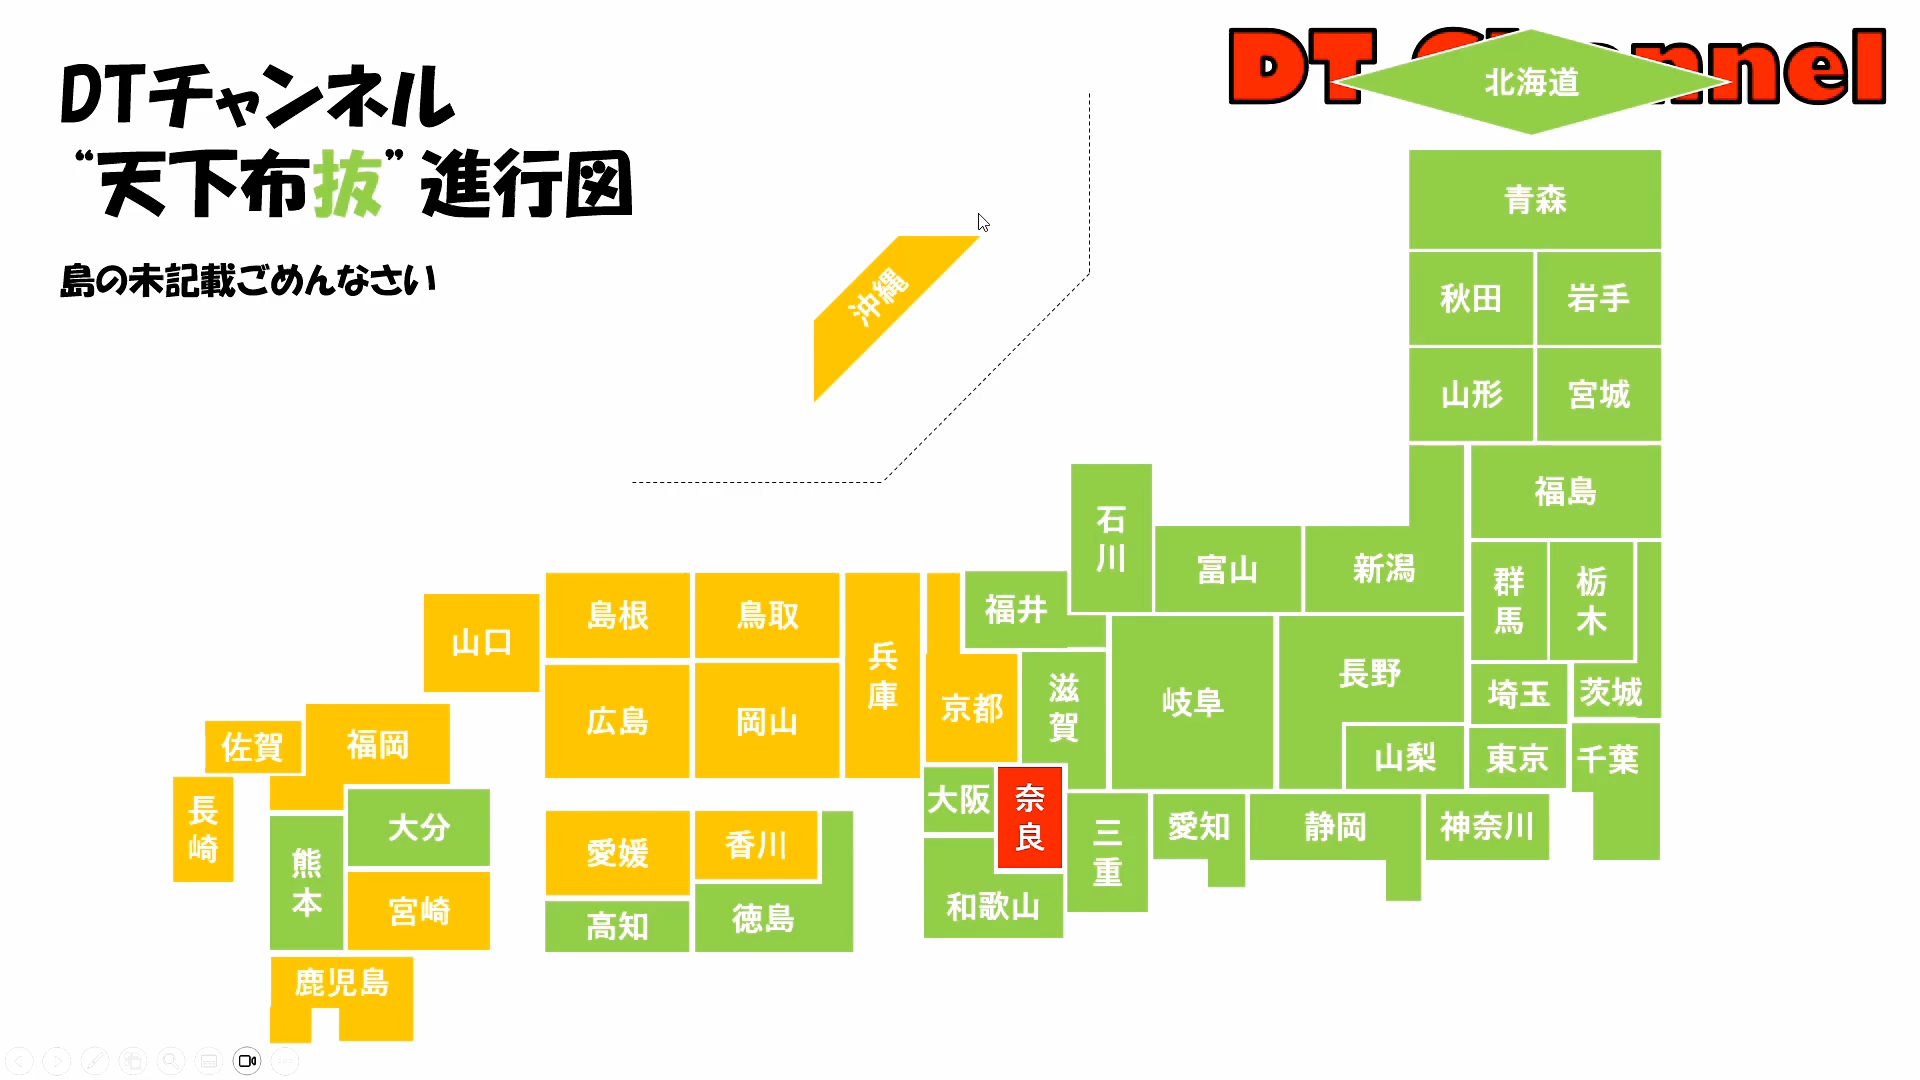 DTチャンネル
“天下布抜”進行図
島の未記載ごめんなさい
DT Channel
北海道
青森
秋田
岩手
山形
宮城
福島
沖縄
石川
富山
新潟
群馬
栃木
福井
島根
鳥取
兵庫
山口
京都
滋賀
岐阜
長野
埼玉
茨城
広島
岡山
佐賀
福岡
山梨
東京
千葉
長崎
大分
大阪
奈良
三重
愛知
静岡
神奈川
熊本
愛媛
香川
宮崎
高知
徳島
和歌山
鹿児島